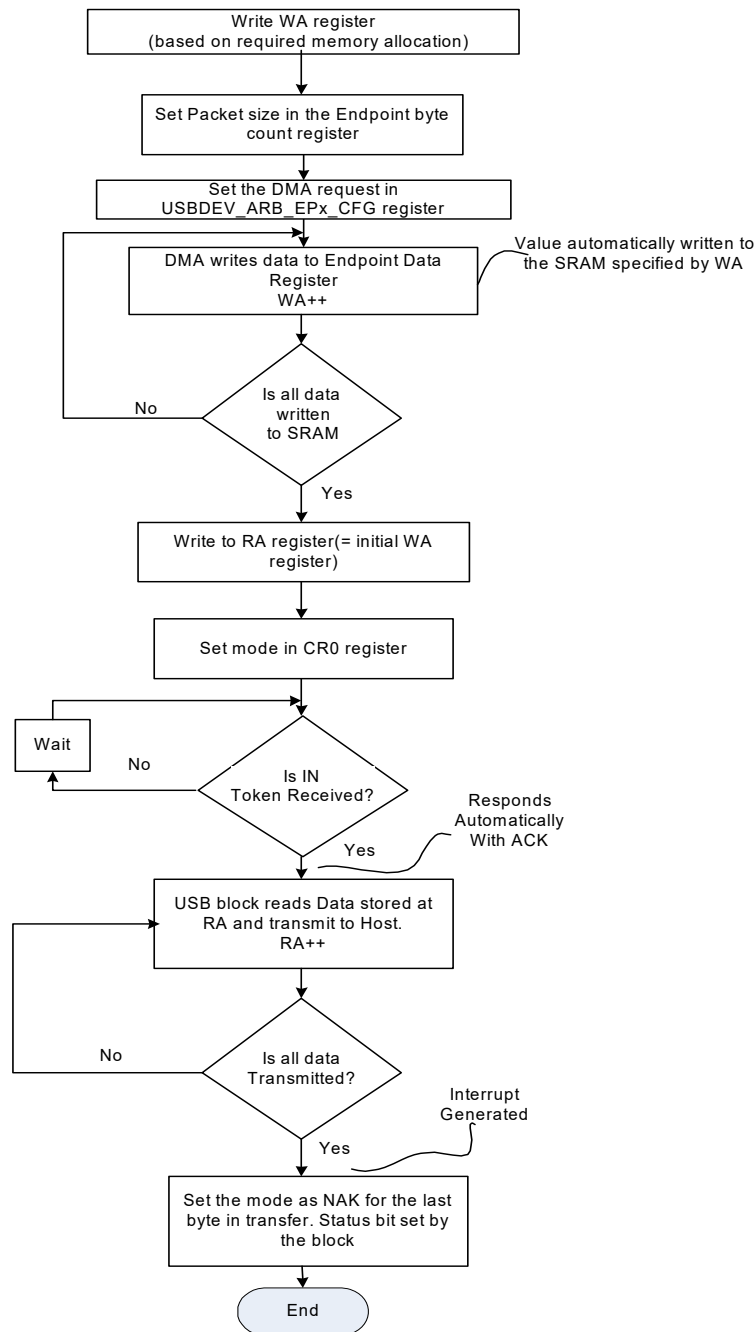 Write WA register
(based on required memory allocation)
Set Packet size in the Endpoint byte
count register
Set the DMA request in
USBDEV_ARB_EPx_CFG register
DMA writes data to Endpoint Data
Register
WA++
Value automatically written to
the SRAM specified by WA
Is all data
written
to SRAM
No
Yes
Write to RA register(= initial WA
register)
Set mode in CR0 register
Wait
No
Is IN
Token Received?
Yes
Responds
Automatically
With ACK
USB block reads Data stored at
RA and transmit to Host.
RA++
No
Is all data
Transmitted?
Yes
Interrupt
Generated
Set the mode as NAK for the last
byte in transfer. Status bit set by
the block
End